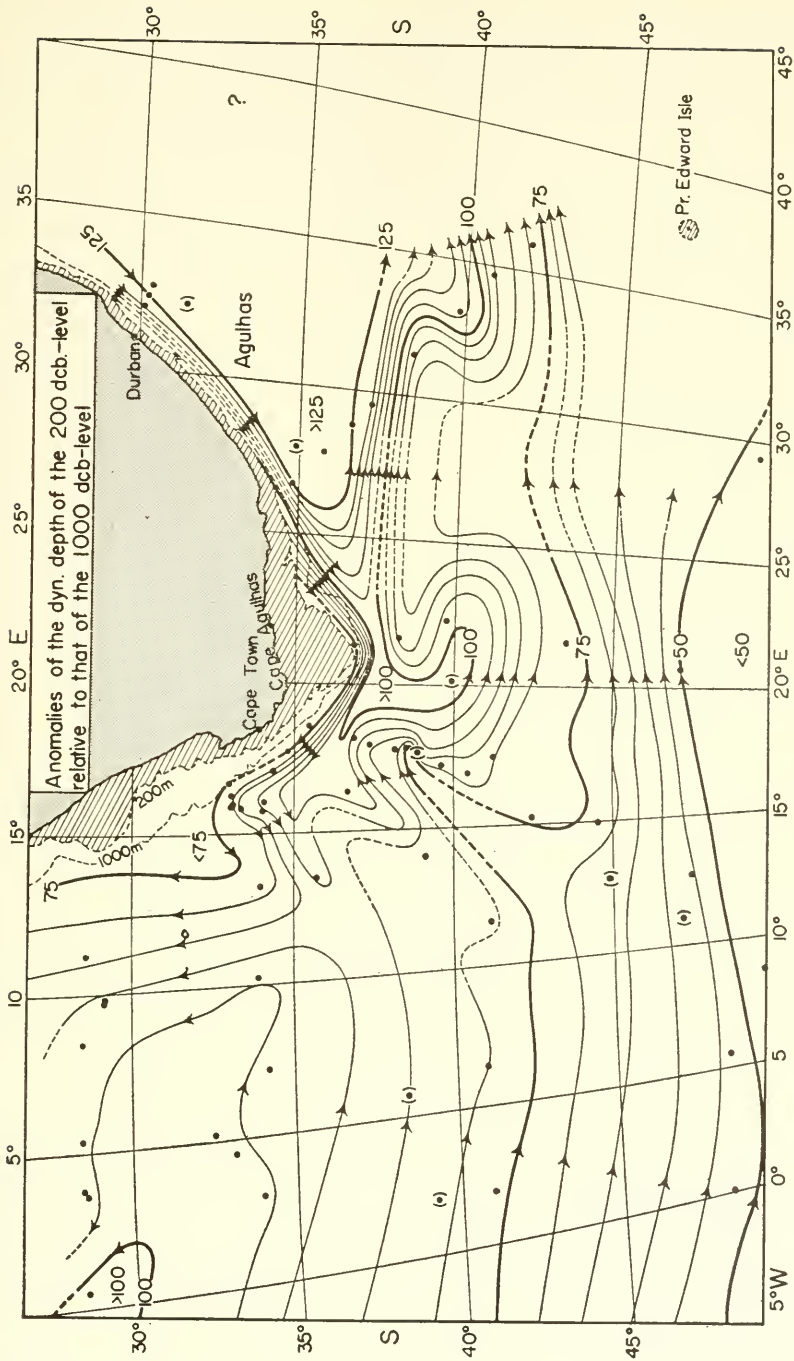 5°
10
15°
20° E
25°
30°
35
Anomalies of the dyn. depth of the 200 dcb.-level
relative to that of the 1000 dcb-level
30°
35°
S
40°
45°
30°
35°
S
40°
45°
Durban
Agulhas
Cape Town
Cape Agulhas
200m
1000m
125
>125
125
?
75
<75
>100
100
>100
100
100
75
75
50
<50
Pr. Edward Isle
5°W
0°
5
10°
15°
20°E
25°
30°
35°
40°
45°